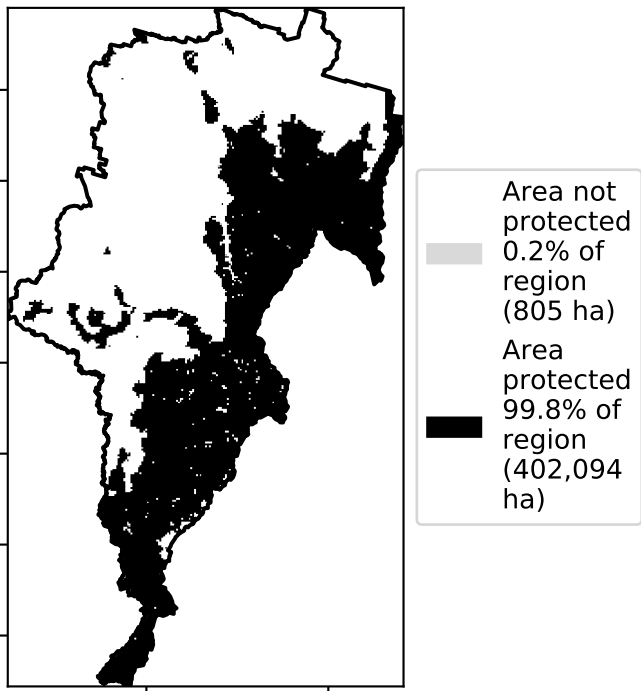 Area not
protected
0.2% of
region
(805 ha)
Area
protected
99.8% of
region
(402,094
ha)